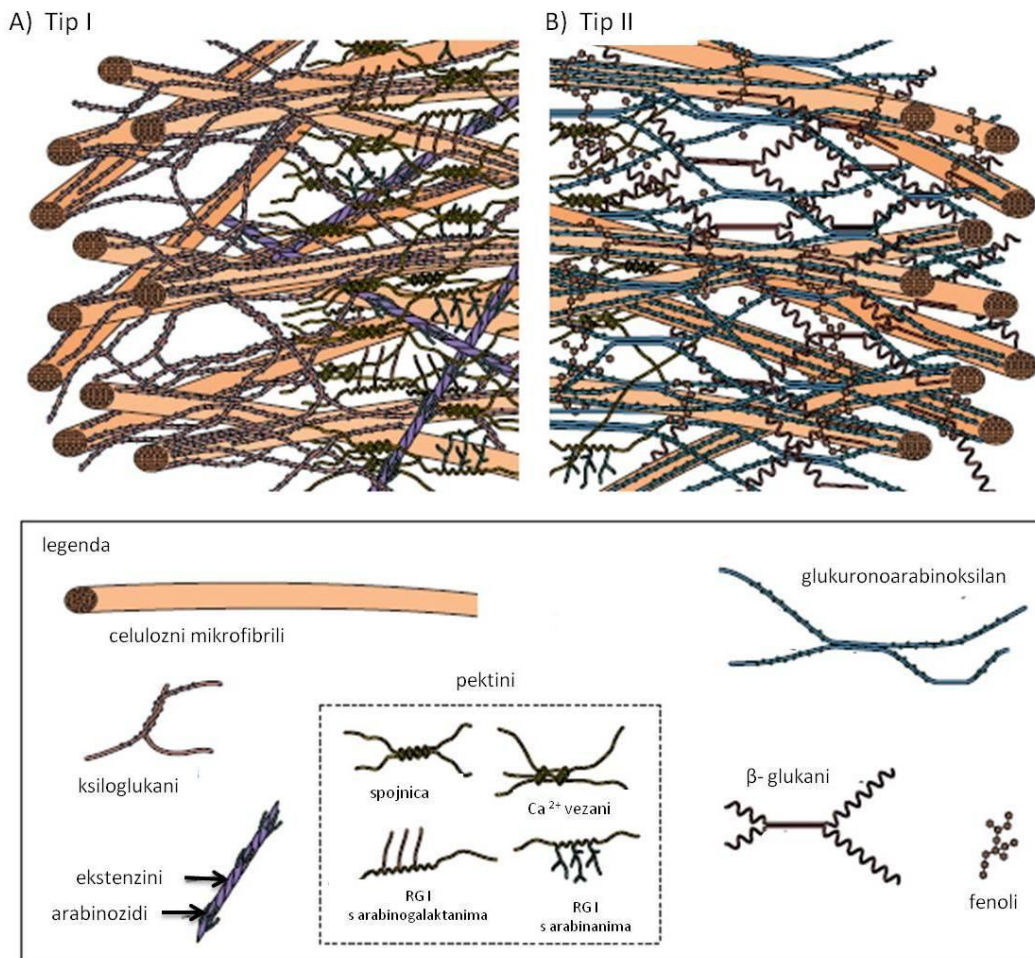 A) Tip I
B) Tip II
legenda
celulozni mikrofibrili
glukuronoarabinoksilan
pektini
ksiloglukani
spojnica
Ca 2+ vezani
β- glukani
ekstenzini
arabinozidi
RG I
s arabinogalaktanima
RG I
s arabinanima
fenoli